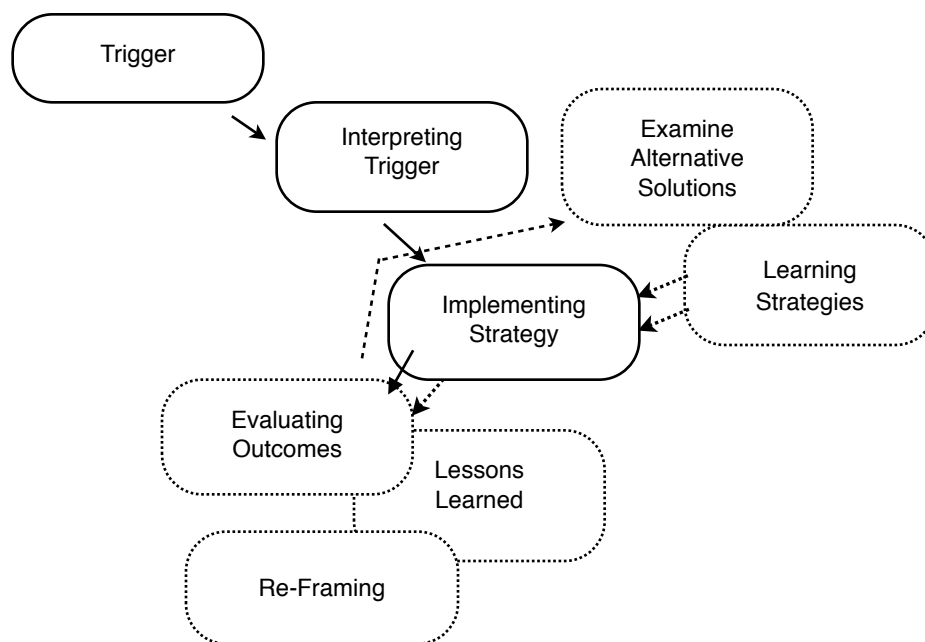 Trigger
Interpreting
Trigger
Examine
Alternative
Solutions
Learning
Strategies
Implementing
Strategy
Evaluating
Outcomes
Lessons
Learned
Re-Framing